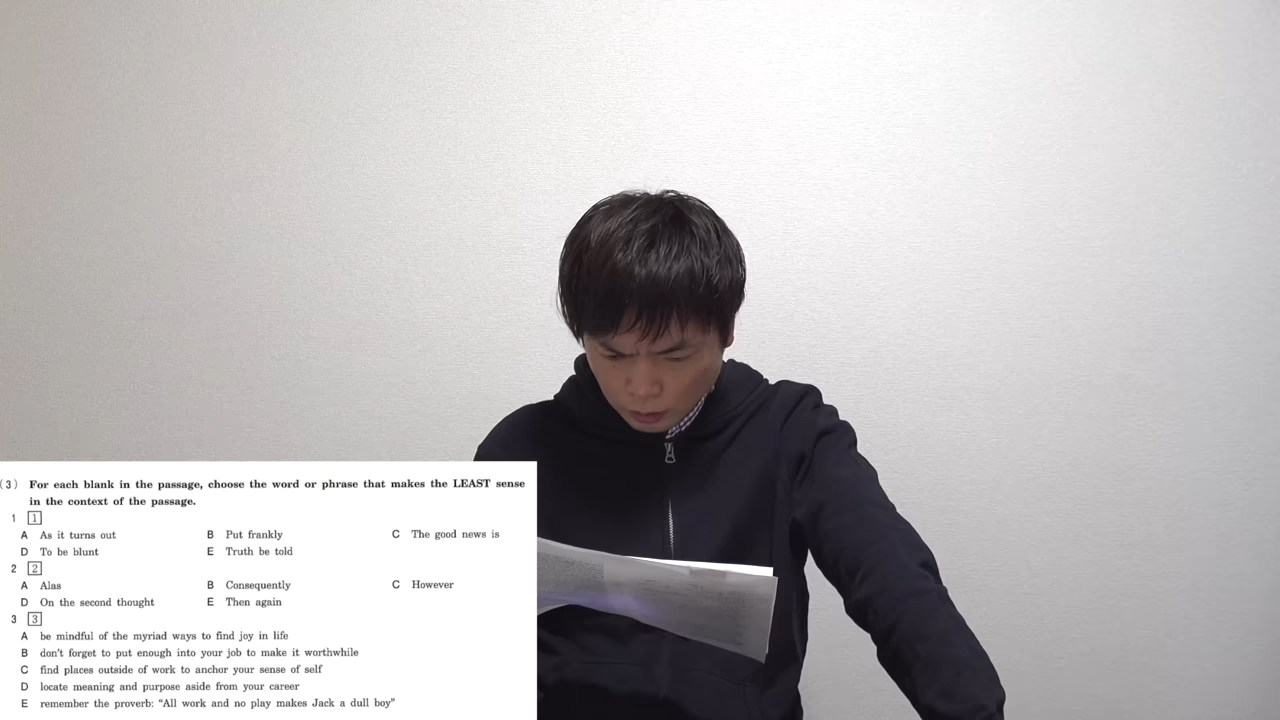 (3) For each blank in the passage, choose the word or phrase that makes the LEAST sense
in the context of the passage.
1 1
A As it turns out B Put frankly C The good news is
D To be blunt E Truth be told
2 2
A Alas B Consequently C However
D On the second thought E Then again
3 3
A be mindful of the myriad ways to find joy in life
B don't forget to put enough into your job to make it worthwhile
C find places outside of work to anchor your sense of self
D locate meaning and purpose aside from your career
E remember the proverb: “All work and no play makes Jack a dull boy”